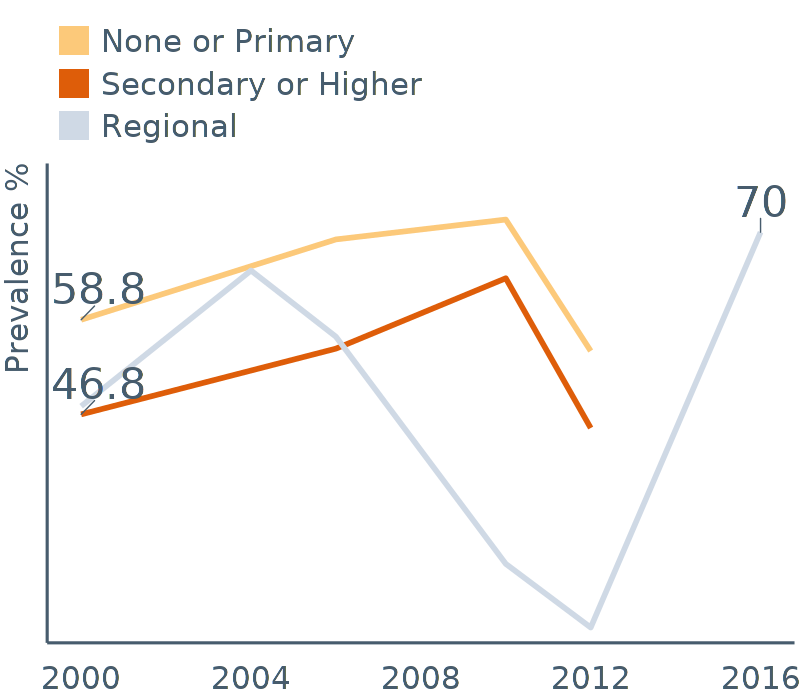 None or Primary
Secondary or Higher
Regional
Prevalence %
70
58.8
46.8
2000 2004 2008 2012 2016